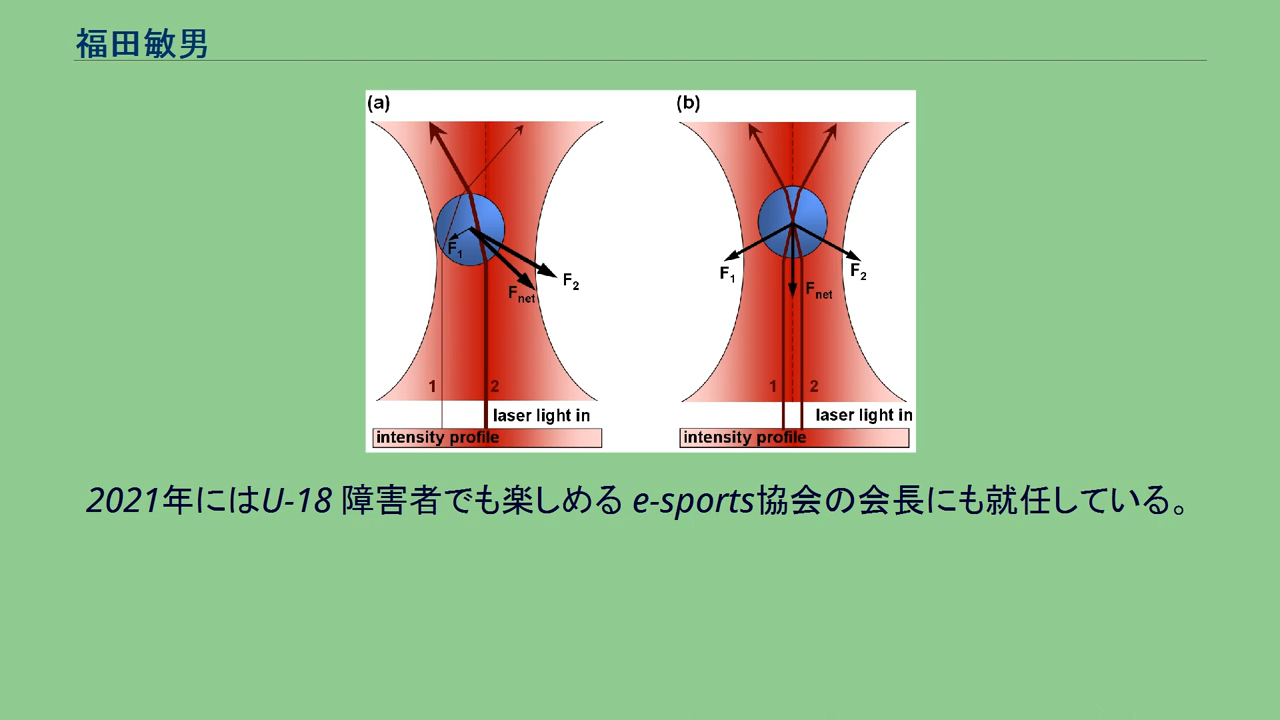 福田敏男
(a)
(b)
F1
F2
Fnet
F1
F2
Fnet
1
2
1
2
laser light in
laser light in
intensity profile
intensity profile
2021年にはU-18 障害者でも楽しめる e-sports協会の会長にも就任している。